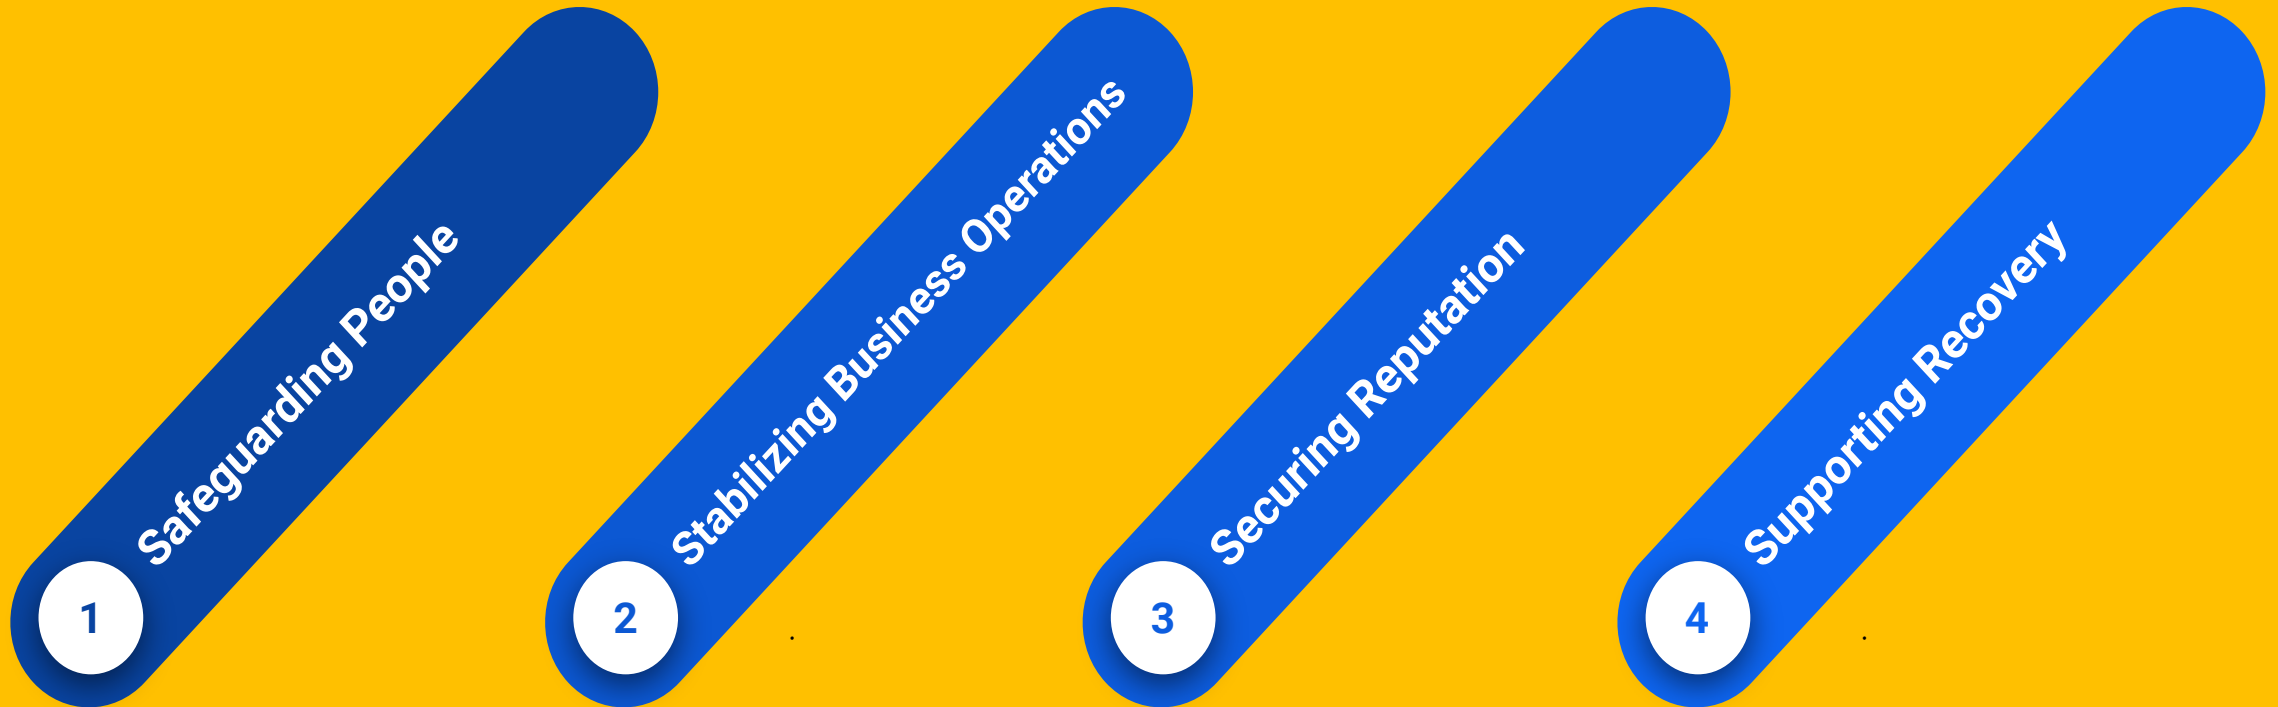 1 Safeguarding People
2 Stabilizing Business Operations
.
3 Securing Reputation
4 Supporting Recovery
.